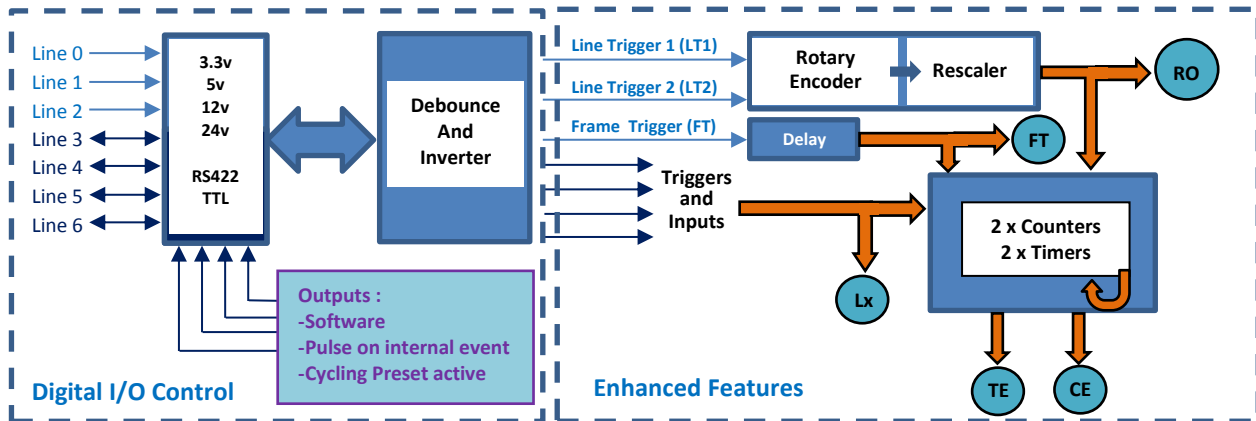 Line 0
Line 1
Line 2
Line 3
Line 4
Line 5
Line 6
3.3v
5v
12v
24v
RS422
TTL
Debounce
And
Inverter
Outputs :
-Software
-Pulse on internal event
-Cycling Preset active
Digital I/O Control
Line Trigger 1 (LT1)
Line Trigger 2 (LT2)
Frame Trigger (FT)
Rotary
Encoder
Rescaler
RO
Delay
FT
Triggers
and
Inputs
2 x Counters
2 x Timers
Lx
TE
CE
Enhanced Features